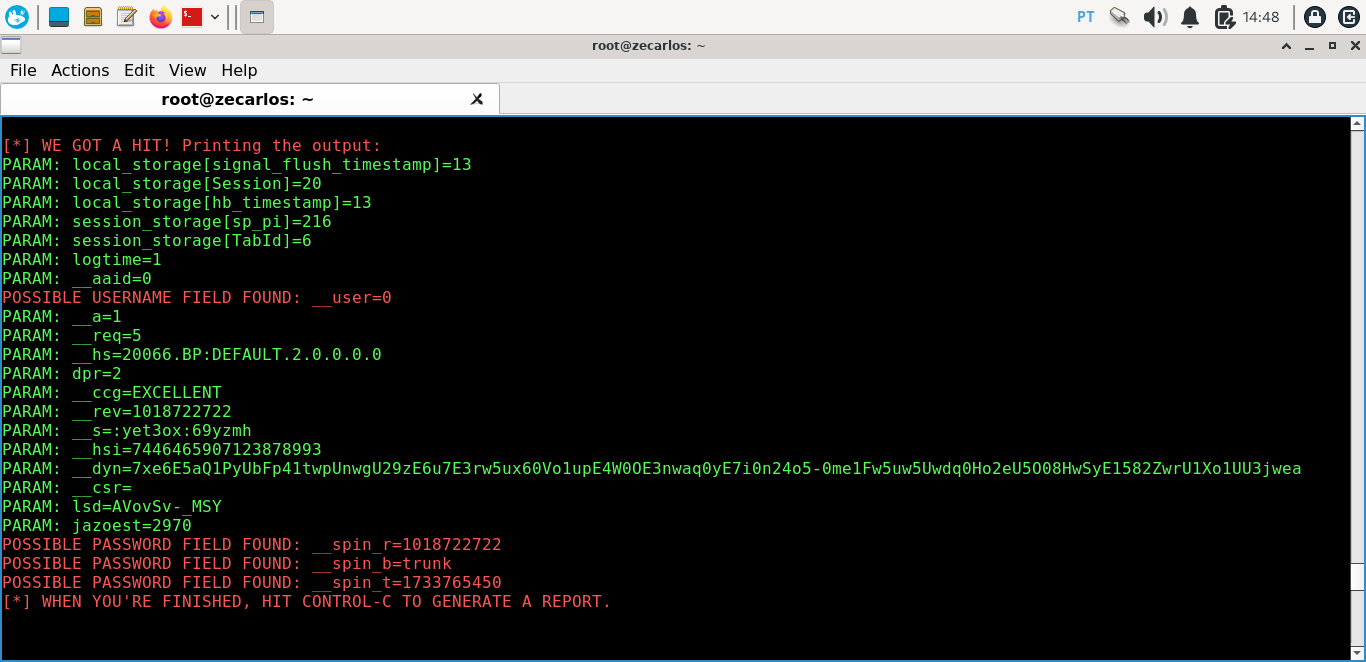 PT
14:48
root@zecarlos: ~
File Actions Edit View Help
root@zecarlos: ~
[*] WE GOT A HIT! Printing the output:
PARAM: local_storage[signal_flush_timestamp]=13
PARAM: local_storage[Session]=20
PARAM: local_storage[hb_timestamp]=13
PARAM: session_storage[sp_pi]=216
PARAM: session_storage[TabId]=6
PARAM: logtime=1
PARAM: __aaid=0
POSSIBLE USERNAME FIELD FOUND: __user=0
PARAM: __a=1
PARAM: __req=5
PARAM: __hs=20066.BP:DEFAULT.2.0.0.0.0
PARAM: dpr=2
PARAM: __ccg=EXCELLENT
PARAM: __rev=1018722722
PARAM: __s=:yet3ox:69yzmh
PARAM: __hsi=7446465907123878993
PARAM: __dyn=7xe6E5aQ1PyUbFp41twpUnwgU29zE6u7E3rw5ux60Vo1upE4W0OE3nwaq0yE7i0n24o5-0me1Fw5uw5Uwdq0Ho2eU5O08HwSyE1582ZwrU1Xo1UU3jwea
PARAM: __csr=
PARAM: lsd=AVovSv-_MSY
PARAM: jazoest=2970
POSSIBLE PASSWORD FIELD FOUND: __spin_r=1018722722
POSSIBLE PASSWORD FIELD FOUND: __spin_b=trunk
POSSIBLE PASSWORD FIELD FOUND: __spin_t=1733765450
[*] WHEN YOU'RE FINISHED, HIT CONTROL-C TO GENERATE A REPORT.